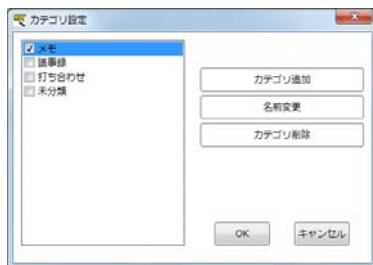 カテゴリ設定
メモ
議事録
打ち合わせ
未分類
カテゴリ追加
名前変更
カテゴリ削除
OK
キャンセル